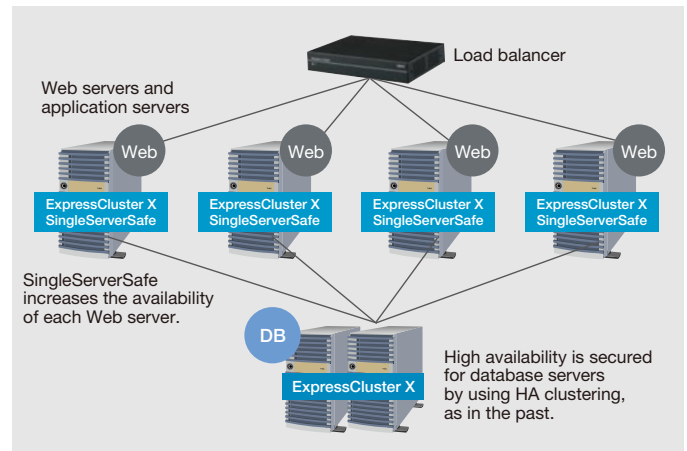 Load balancer
Web servers and
application servers
Web
Web
Web
Web
ExpressCluster X
SingleServerSafe
ExpressCluster X
SingleServerSafe
ExpressCluster X
SingleServerSafe
ExpressCluster X
SingleServerSafe
SingleServerSafe
increases the availability
of each Web server.
DB
ExpressCluster X
High availability is secured
for database servers
by using HA clustering,
as in the past.